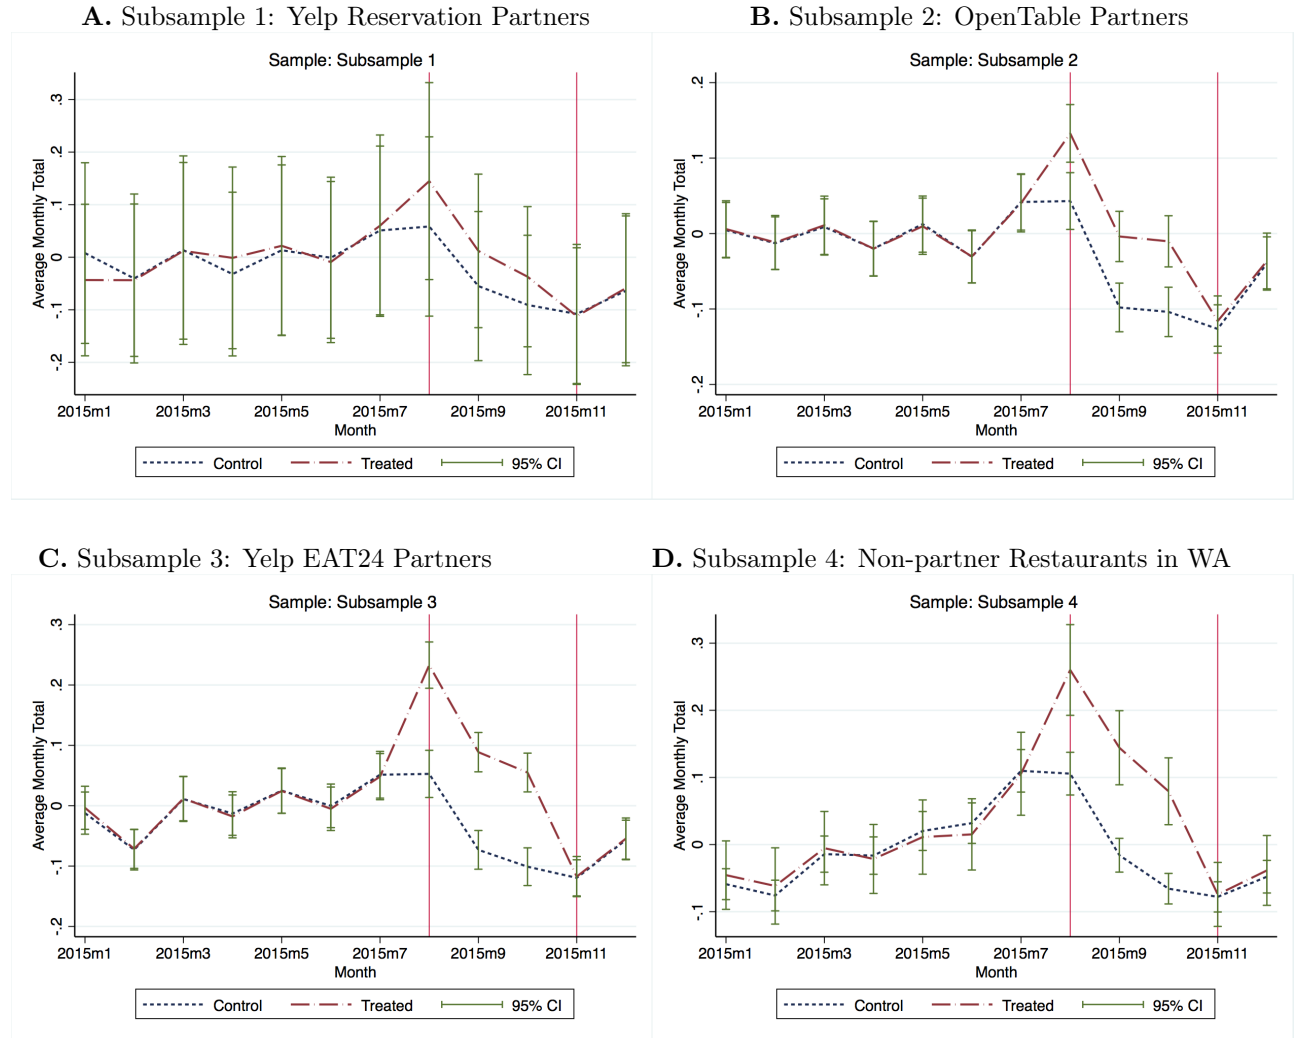 A. Subsample 1: Yelp Reservation Partners
Sample: Subsample 1
Average Monthly Total
.3
.2
.1
0
-.1
-.2
2015m1 2015m3 2015m5 2015m7 2015m9 2015m11
Month
Control Treated 95% CI
B. Subsample 2: OpenTable Partners
Sample: Subsample 2
Average Monthly Total
.2
.1
0
-.1
-.2
2015m1 2015m3 2015m5 2015m7 2015m9 2015m11
Month
Control Treated 95% CI
C. Subsample 3: Yelp EAT24 Partners
Sample: Subsample 3
Average Monthly Total
.3
.2
.1
0
-.1
-.2
2015m1 2015m3 2015m5 2015m7 2015m9 2015m11
Month
Control Treated 95% CI
D. Subsample 4: Non-partner Restaurants in WA
Sample: Subsample 4
Average Monthly Total
.3
.2
.1
0
-.1
2015m1 2015m3 2015m5 2015m7 2015m9 2015m11
Month
Control Treated 95% CI